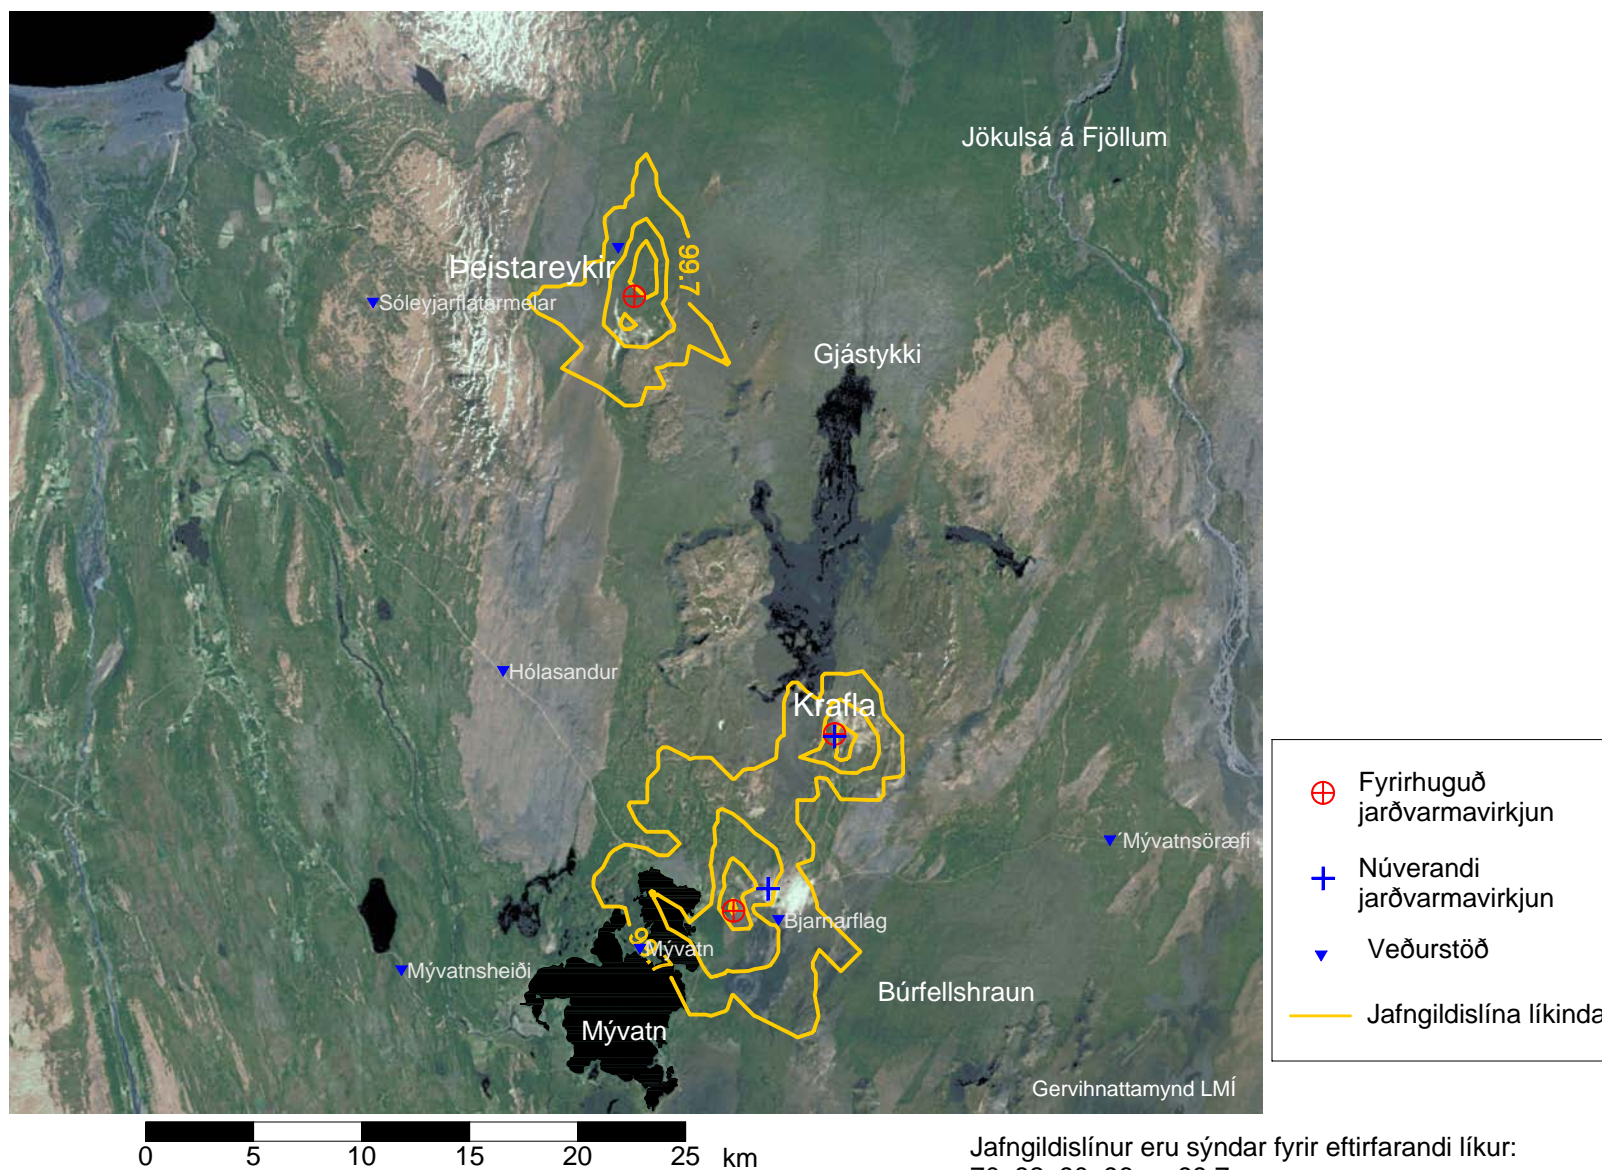 Jökulsá á Fjöllum
99.7
Þeistareykir
Sóleyjarflatarmelar
Gjástykki
Hólasandur
Krafla
Mývatnsöræfi
Bjarnarflag
Mývatn
Mývatnsheiði
Búrfellshraun
Mývatn
Gervihnattamynd LMÍ
Fyrirhuguð
jarðvarmavirkjun
Núverandi
jarðvarmavirkjun
Veðurstöð
Jafngildislína líkinda
0 5 10 15 20 25 km
Jafngildislínur eru sýndar fyrir eftirfarandi líkur: